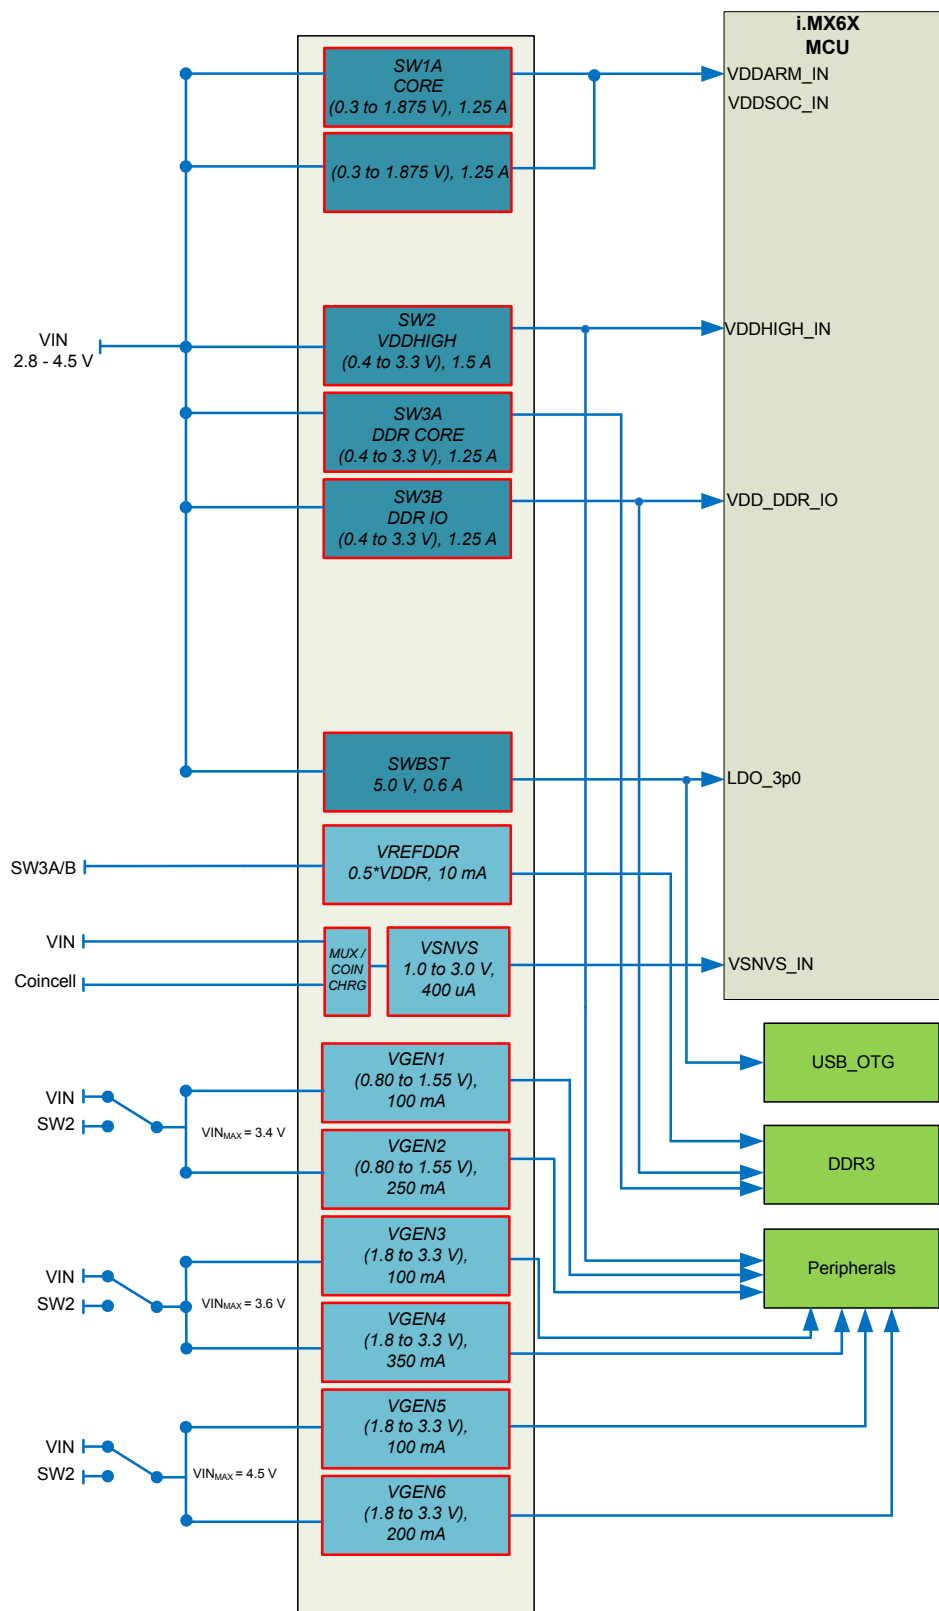 i.MX6X
MCU
SW1A
CORE
(0.3 to 1.875 V), 1.25 A
VDDARM_IN
VDDSOC_IN
(0.3 to 1.875 V), 1.25 A
VIN
2.8 - 4.5 V
SW2
VDDHIGH
(0.4 to 3.3 V), 1.5 A
VDDHIGH_IN
SW3A
DDR CORE
(0.4 to 3.3 V), 1.25 A
SW3B
DDR IO
(0.4 to 3.3 V), 1.25 A
VDD_DDR_IO
SWBST
5.0 V, 0.6 A
LDO_3p0
SW3A/B
VREFDDR
0.5*VDDR, 10 mA
VIN
Coincell
MUX /
COIN
CHRG
VSNVS
1.0 to 3.0 V,
400 uA
VSNVS_IN
USB_OTG
VIN
SW2
VINMAX = 3.4 V
VGEN1
(0.80 to 1.55 V),
100 mA
VGEN2
(0.80 to 1.55 V),
250 mA
DDR3
VIN
SW2
VINMAX = 3.6 V
VGEN3
(1.8 to 3.3 V),
100 mA
VGEN4
(1.8 to 3.3 V),
350 mA
Peripherals
VIN
SW2
VINMAX = 4.5 V
VGEN5
(1.8 to 3.3 V),
100 mA
VGEN6
(1.8 to 3.3 V),
200 mA